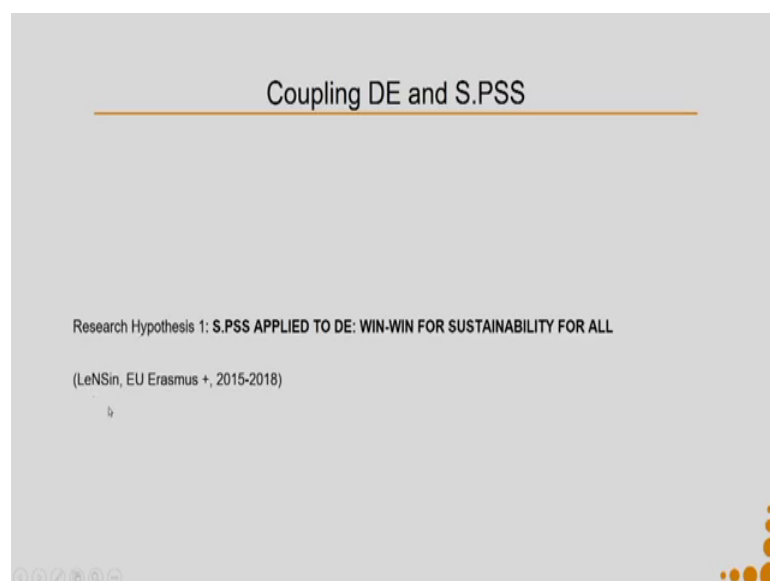 Coupling DE and S.PSS
Research Hypothesis 1: S.PSS APPLIED TO DE: WIN-WIN FOR SUSTAINABILITY FOR ALL
(LeNSin, EU Erasmus +, 2015-2018)